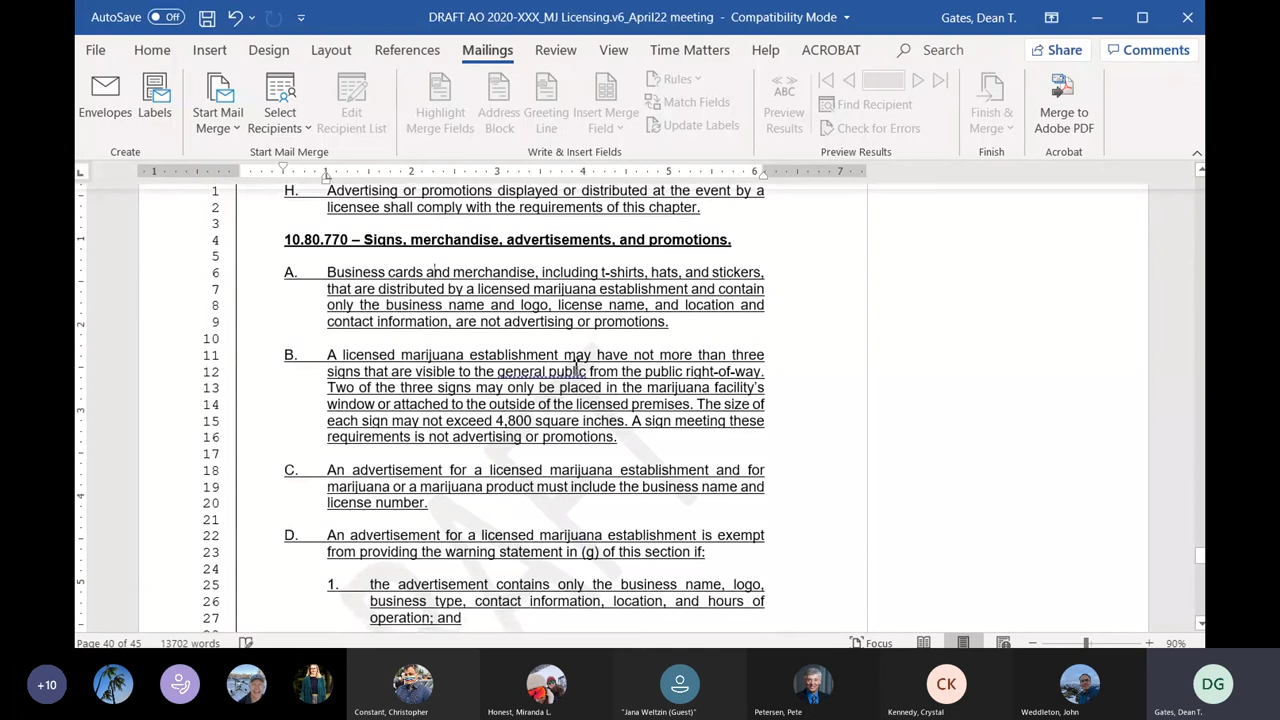 AutoSave Off
DRAFT AO 2020-XXX_MJ Licensing.v6_April22 meeting - Compatibility Mode
Gates, Dean T.
File Home Insert Design Layout References Mailings Review View Time Matters Help ACROBAT Search Share Comments
Envelopes Labels
Start Mail Merge
Select Recipients
Edit Recipient List
Highlight Merge Fields
Address Block
Greeting Line
Insert Merge Field
Rules
Match Fields
Update Labels
ABC
Preview Results
Find Recipient
Check for Errors
Finish & Merge
Merge to Adobe PDF
Create Start Mail Merge Write & Insert Fields Preview Results Finish Acrobat
1 1 2 3 4 5 6 7
1 H. Advertising or promotions displayed or distributed at the event by a
2 licensee shall comply with the requirements of this chapter.
3
4 10.80.770 – Signs, merchandise, advertisements, and promotions.
5
6 A. Business cards and merchandise, including t-shirts, hats, and stickers,
7 that are distributed by a licensed marijuana establishment and contain
8 only the business name and logo, license name, and location and
9 contact information, are not advertising or promotions.
10
11 B. A licensed marijuana establishment may have not more than three
12 signs that are visible to the general public from the public right-of-way.
13 Two of the three signs may only be placed in the marijuana facility's
14 window or attached to the outside of the licensed premises. The size of
15 each sign may not exceed 4,800 square inches. A sign meeting these
16 requirements is not advertising or promotions.
17
18 C. An advertisement for a licensed marijuana establishment and for
19 marijuana or a marijuana product must include the business name and
20 license number.
21
22 D. An advertisement for a licensed marijuana establishment is exempt
23 from providing the warning statement in (g) of this section if:
24
25 1. the advertisement contains only the business name, logo,
26 business type, contact information, location, and hours of
27 operation; and
DRAFT
Page 40 of 45 13702 words Focus 90%
+10 CK DG
Constant, Christopher Honest, Miranda L. "Jana Weltzin (Guest)" Petersen, Pete Kennedy, Crystal Weddleton, John Gates, Dean T.